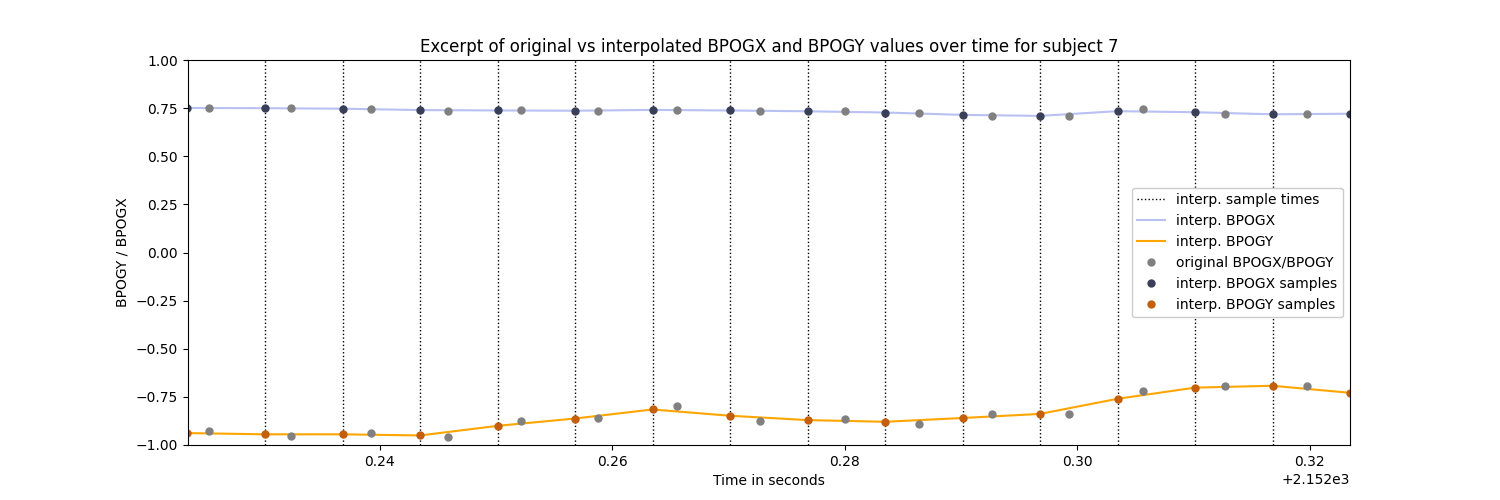 Excerpt of original vs interpolated BPOGX and BPOGY values over time for subject 7
1.00
0.75
0.50
0.25
0.00
−0.25
−0.50
−0.75
−1.00
BPOGY / BPOGX
interp. sample times
interp. BPOGX
interp. BPOGY
original BPOGX/BPOGY
interp. BPOGX samples
interp. BPOGY samples
0.24 0.26 0.28 0.30 0.32
Time in seconds
+2.152e3